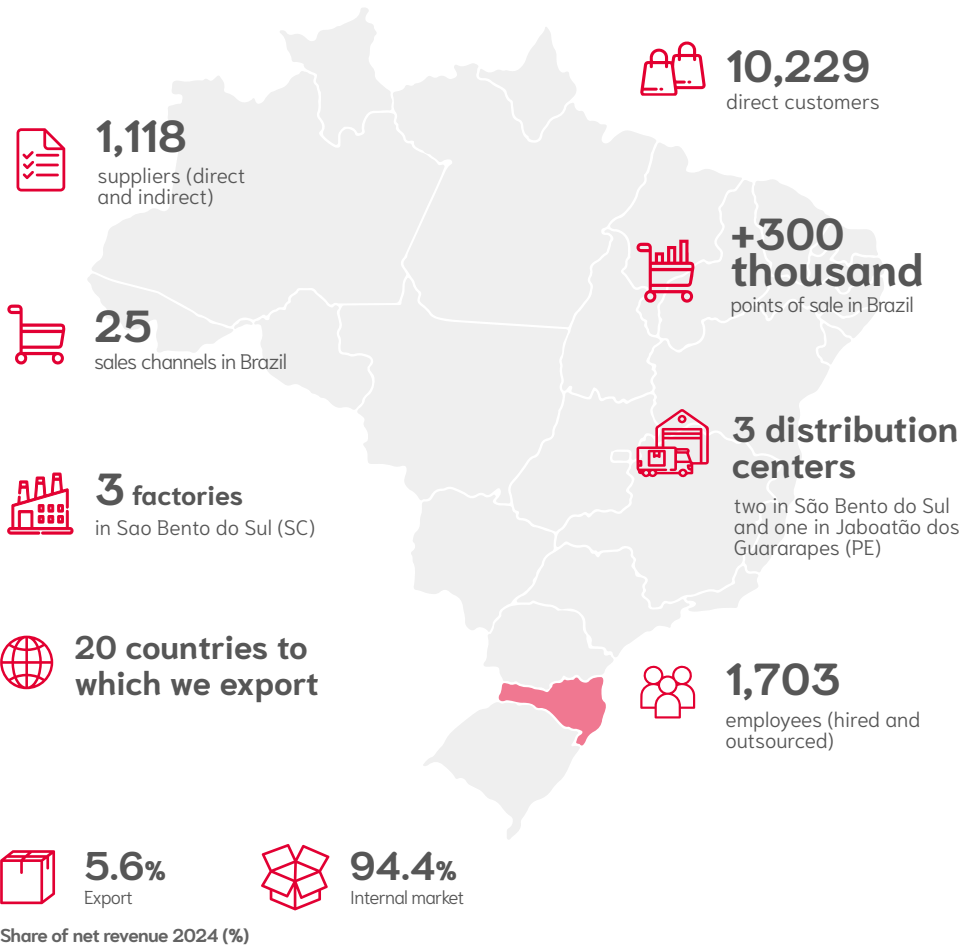 10,229
direct customers
1,118
suppliers (direct
and indirect)
+300
thousand
points of sale in Brazil
25
sales channels in Brazil
3 distribution
centers
two in São Bento do Sul
and one in Jaboatão dos
Guararapes (PE)
3 factories
in Sao Bento do Sul (SC)
20 countries to
which we export
1,703
employees (hired and
outsourced)
5.6%
Export
94.4%
Internal market
Share of net revenue 2024 (%)